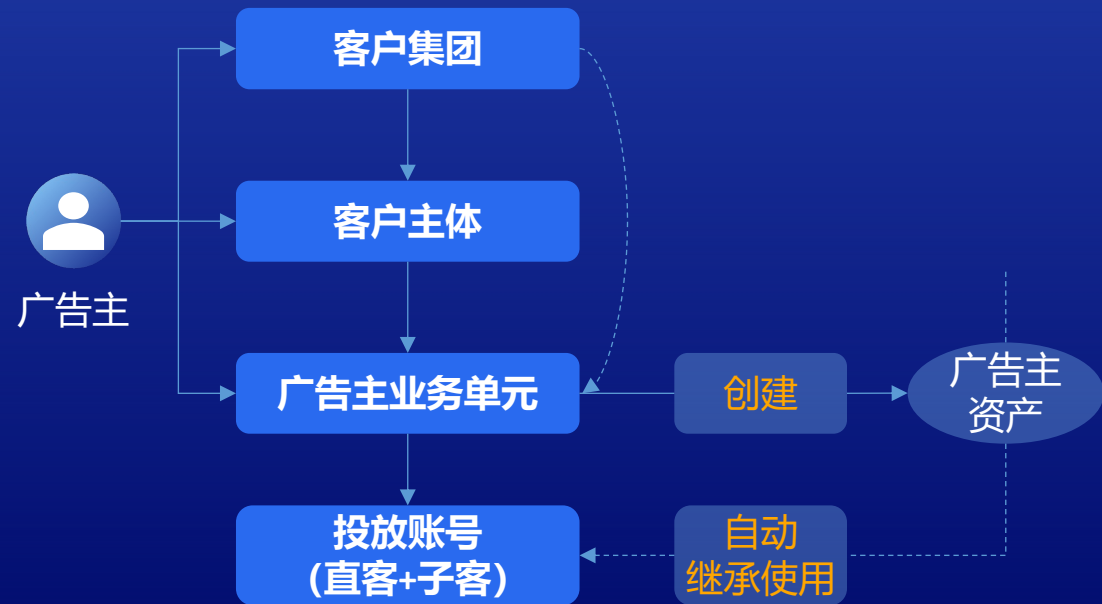 客户集团
客户主体
广告主
广告主业务单元
创建
广告主
资产
投放账号
（直客+子客）
自动
继承使用